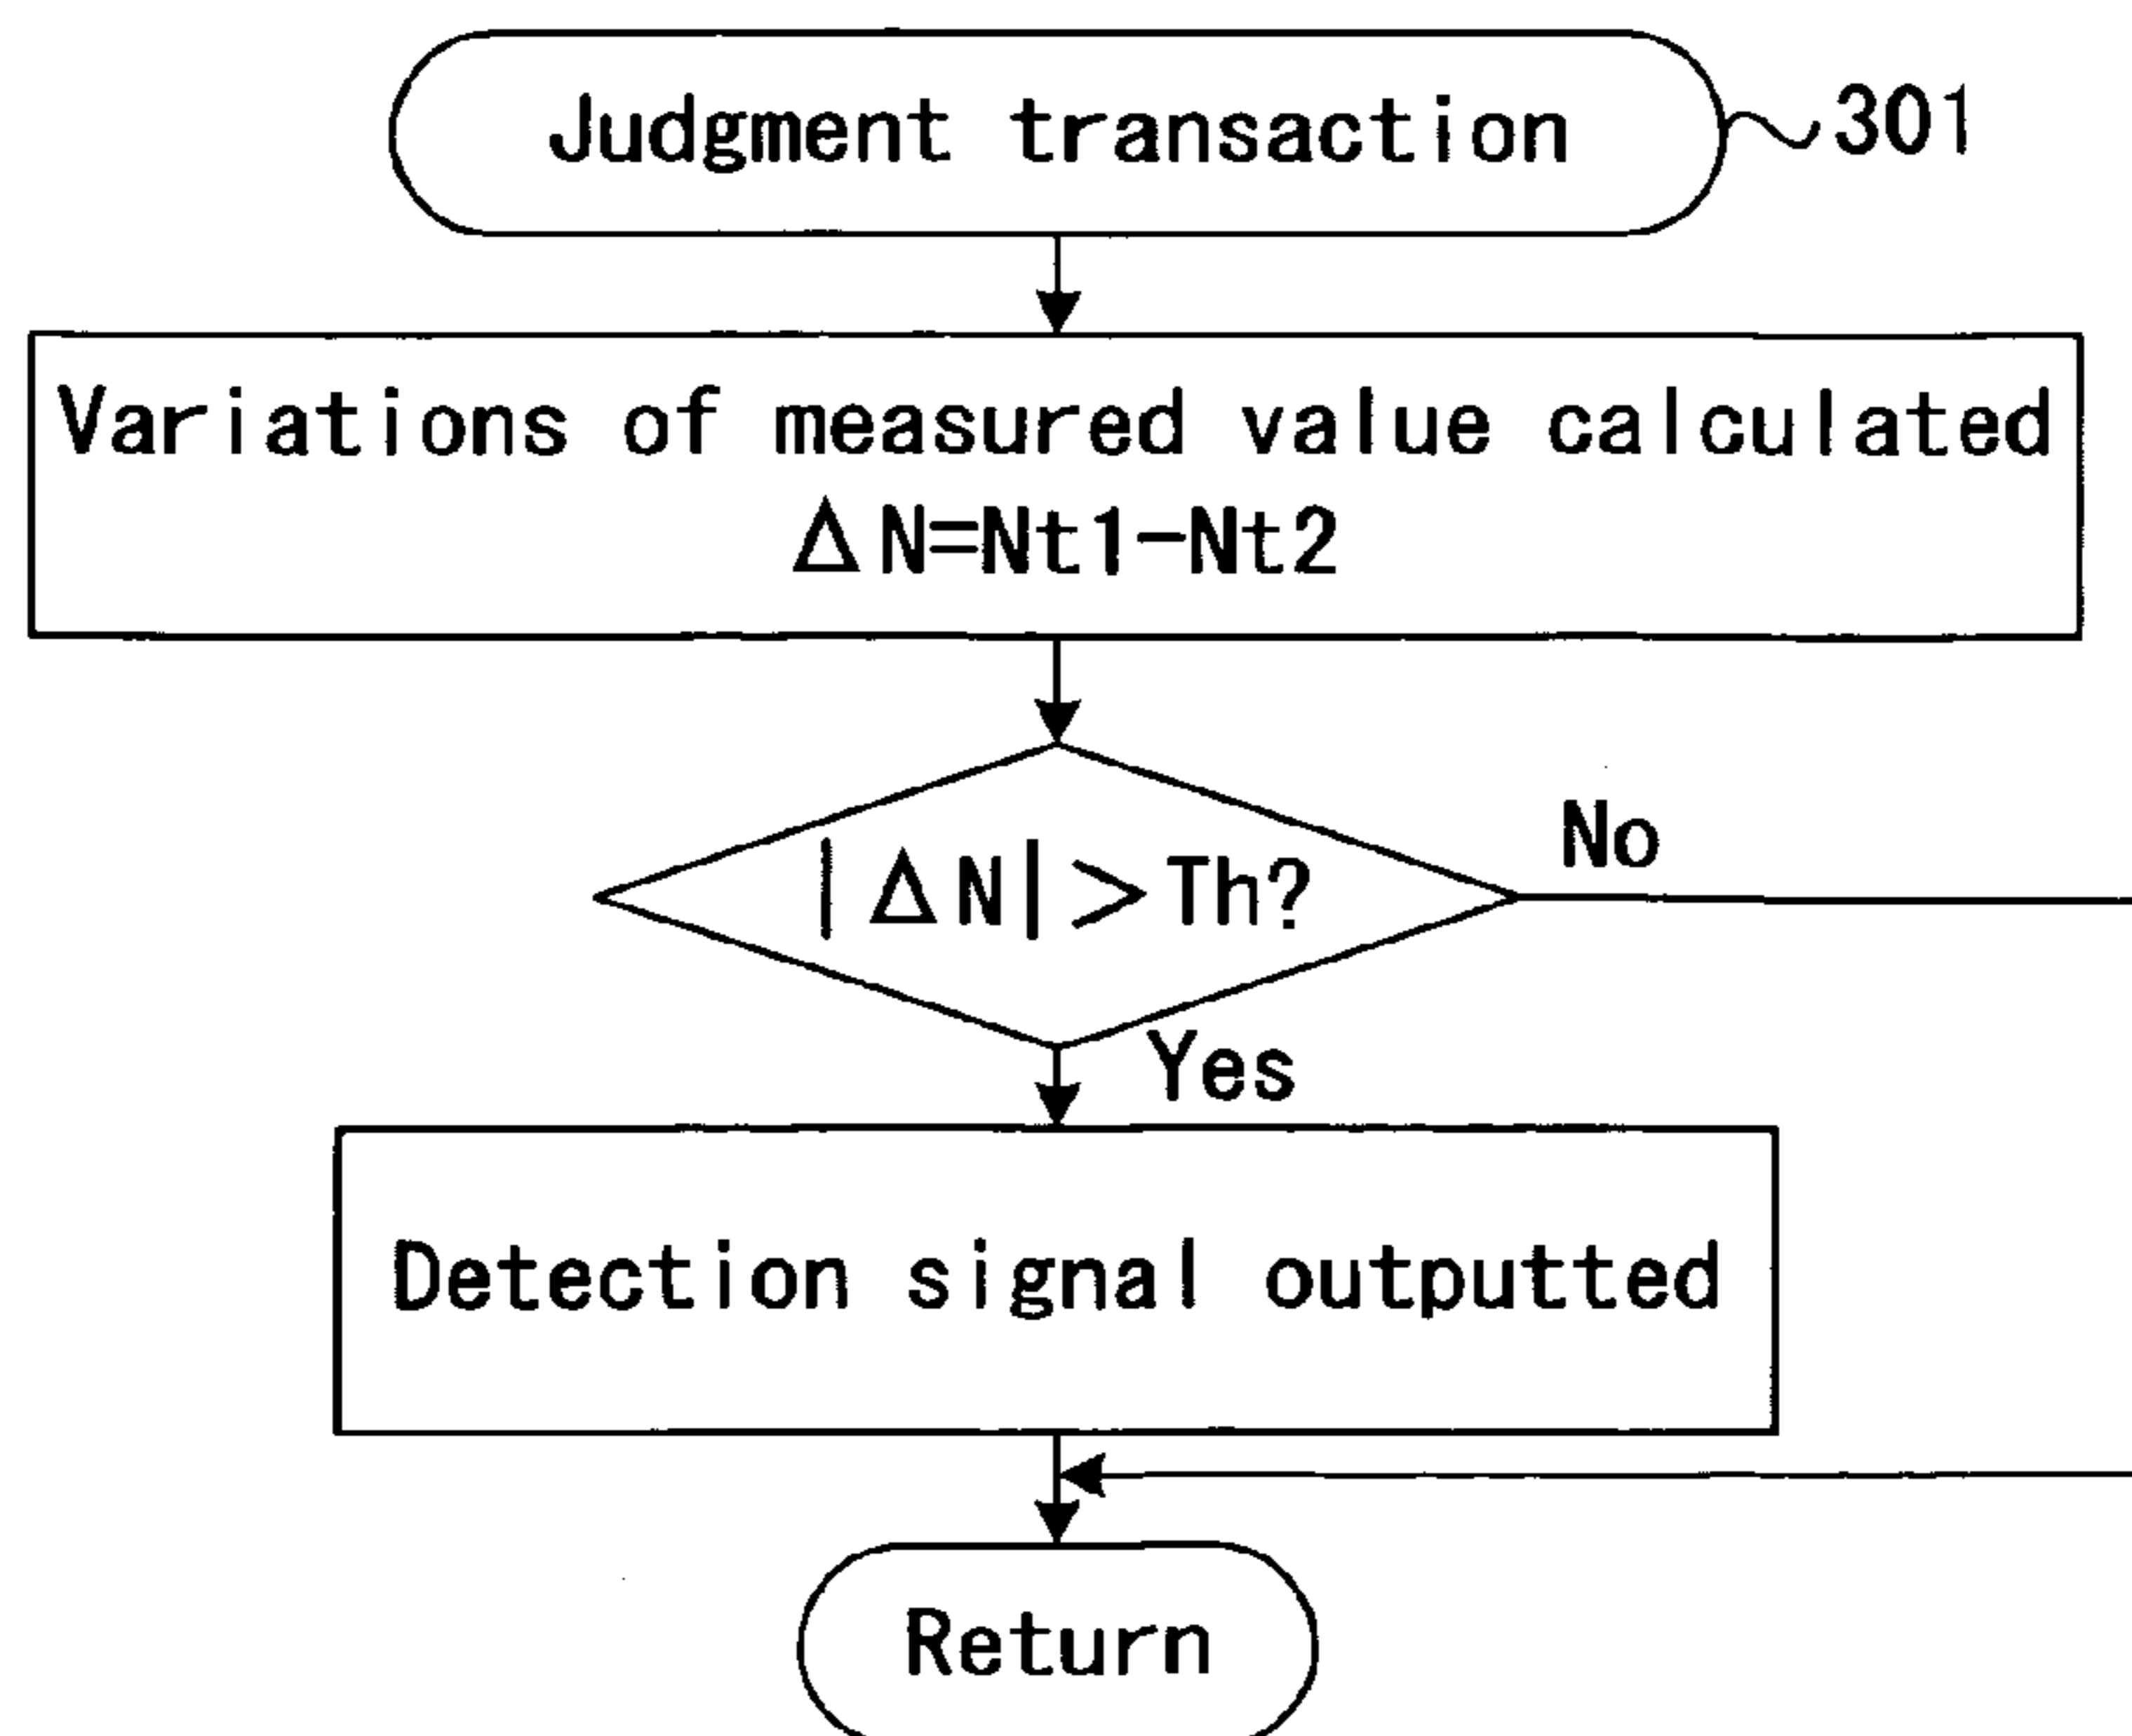 Judgment transaction
301
Variations of measured value calculated
ΔN=Nt1-Nt2
|ΔN|>Th?
No
Yes
Detection signal outputted
Return